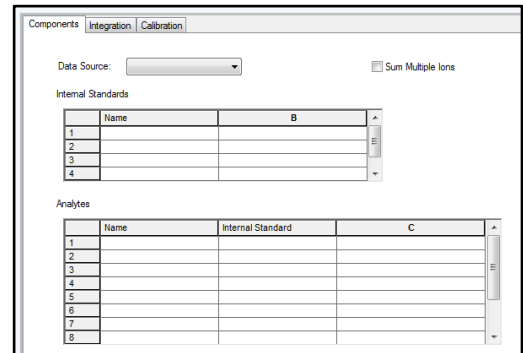 Components Integration Calibration
Data Source: Sum Multiple Ions
Internal Standards
Name B
1
2
3
4
Analytes
Name Internal Standard C
1
2
3
4
5
6
7
8